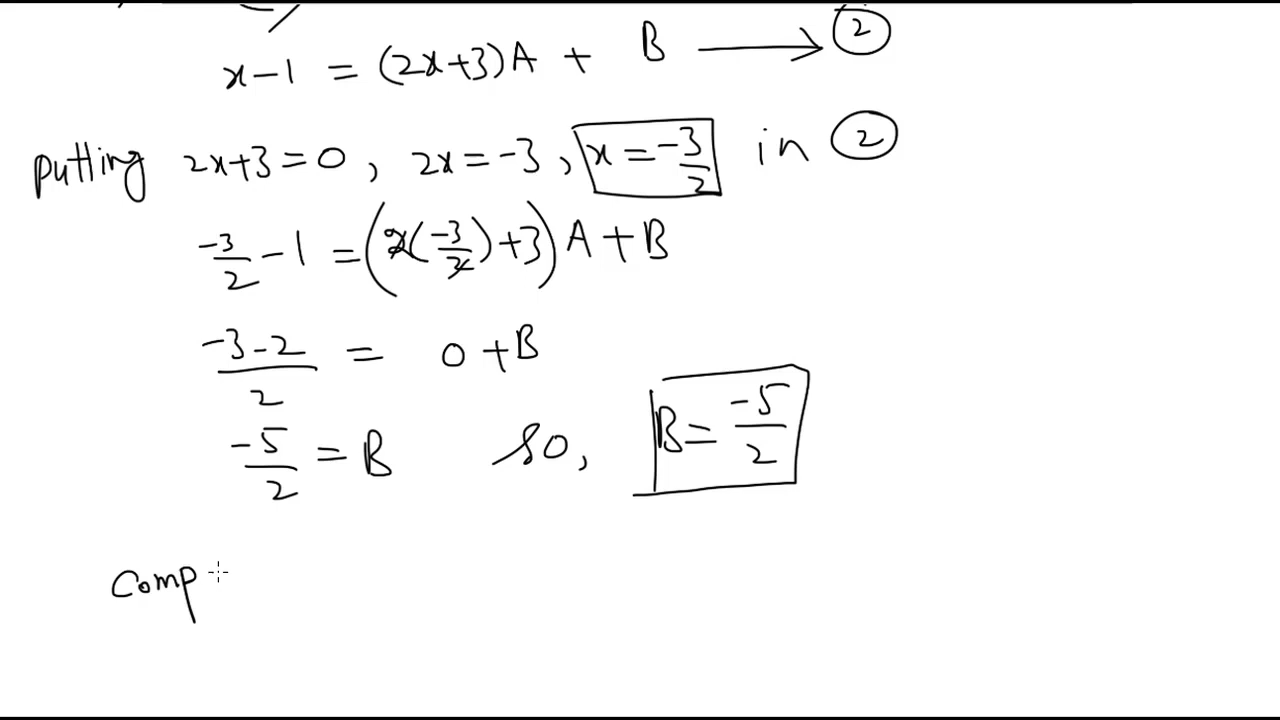 x-1 = (2x+3)A + B ⟶ ②
Putting 2x+3=0, 2x=-3, x=-3/2 in ②
-3/2 -1 = (2(-3/2)+3)A+B
-3-2/2 = 0+B
-5/2 = B so, B = -5/2
Comp